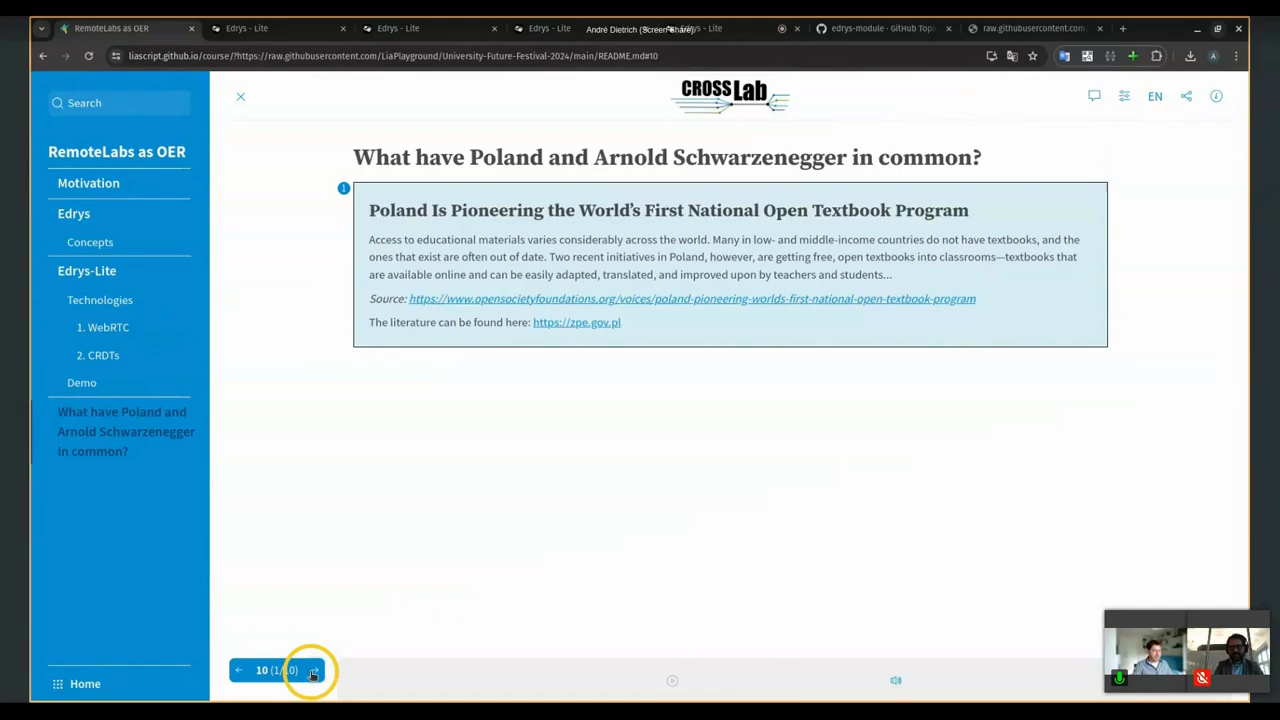 RemoteLabs as OER
Edrys - Lite
Edrys - Lite
Edrys - Lite
André Dietrich (Screen Share)
Edrys - Lite
edrys-module · GitHub Topi
raw.githubusercontent.com
liascript.github.io/course/?https://raw.githubusercontent.com/LiaPlayground/University-Future-Festival-2024/main/README.md#10
A
Search
CROSSLab
EN
RemoteLabs as OER
Motivation
Edrys
Concepts
Edrys-Lite
Technologies
1. WebRTC
2. CRDTs
Demo
What have Poland and
Arnold Schwarzenegger
in common?
What have Poland and Arnold Schwarzenegger in common?
1
Poland Is Pioneering the World’s First National Open Textbook Program
Access to educational materials varies considerably across the world. Many in low- and middle-income countries do not have textbooks, and the
ones that exist are often out of date. Two recent initiatives in Poland, however, are getting free, open textbooks into classrooms—textbooks that
are available online and can be easily adapted, translated, and improved upon by teachers and students...
Source: https://www.opensocietyfoundations.org/voices/poland-pioneering-worlds-first-national-open-textbook-program
The literature can be found here: https://zpe.gov.pl
10 (1/10)
Home